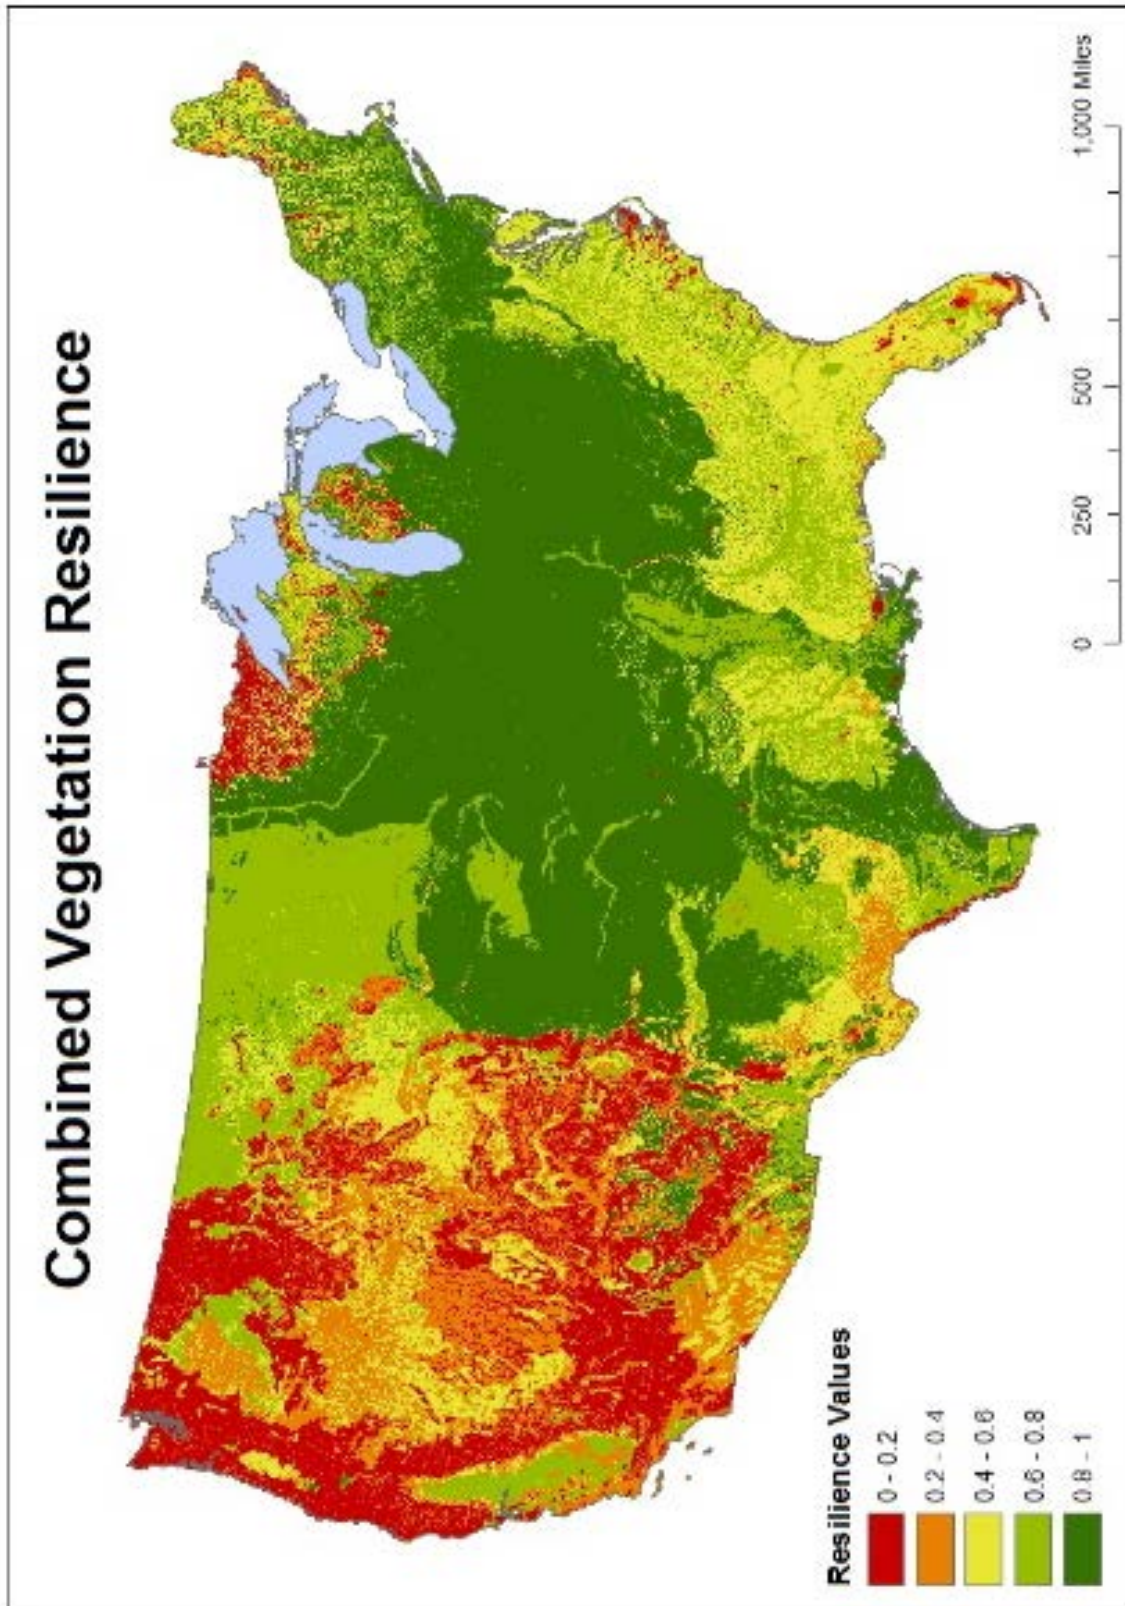 Combined Vegetation Resilience
Resilience Values
0 - 0.2
0.2 - 0.4
0.4 - 0.6
0.6 - 0.8
0.8 - 1
0 250 500 1,000 Miles